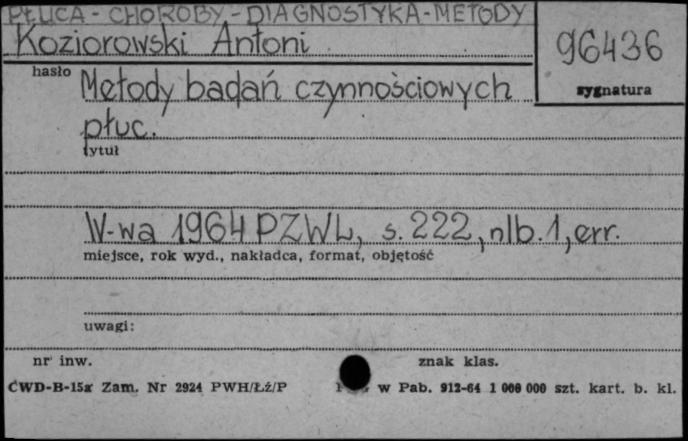 PŁUCA - CHOROBY - DIAGNOSTYKA - METODY
Koziorowski Antoni
96436
hasło
sygnatura
Metody badań czynnościowych
płuc.
tytuł
W-wa 1964 PZWL, s. 222, nlb. 1, err.
miejsce, rok wyd., nakładca, format, objętość
uwagi:
nr inw.
znak klas.
CWD-B-15a Zam. Nr 2924 PWH/Łź/P w Pab. 912-64 1 000 000 szt. kart. b. kl.